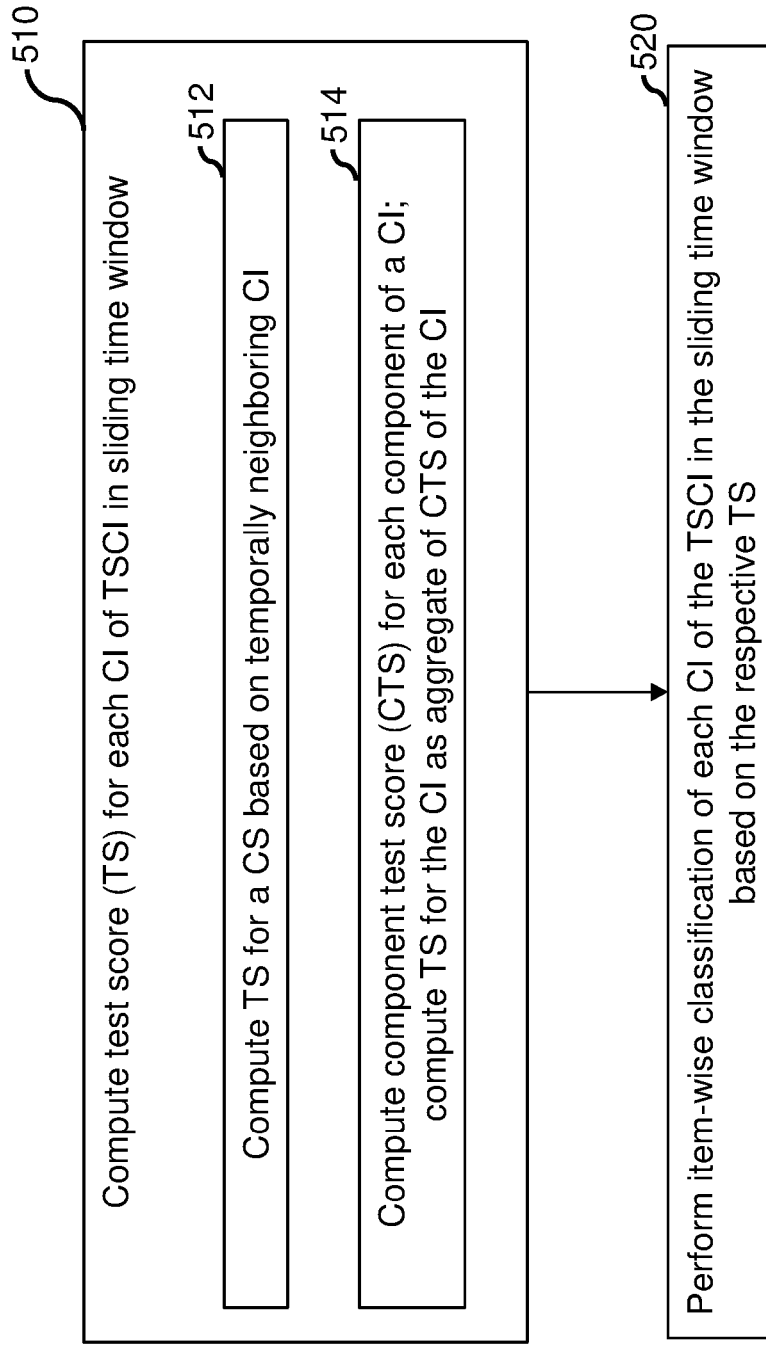 510
Compute test score (TS) for each CI of TSCI in sliding time window
512
Compute TS for a CS based on temporally neighboring CI
514
Compute component test score (CTS) for each component of a CI;
compute TS for the CI as aggregate of CTS of the CI
520
Perform item-wise classification of each CI of the TSCI in the sliding time window
based on the respective TS